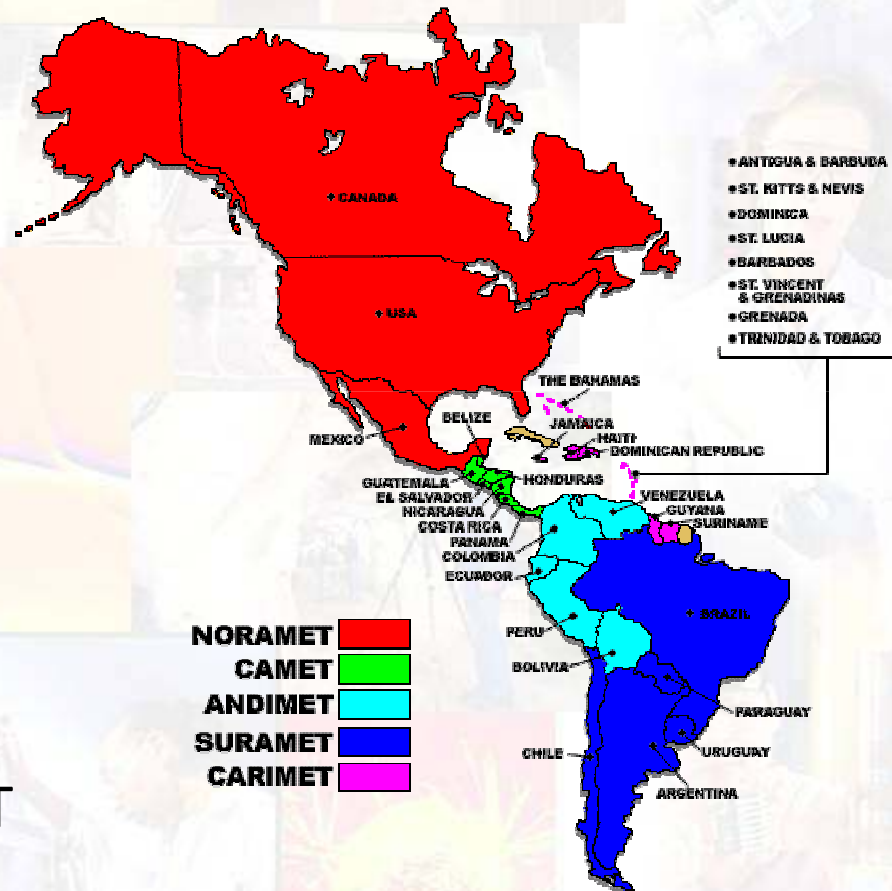 ANTIGUA & BARBUDA
ST. KITTS & NEVIS
DOMINICA
ST. LUCIA
BARBADOS
ST. VINCENT
& GRENADINAS
GRENADA
TRINIDAD & TOBAGO
CANADA
USA
THE BAHAMAS
BELIZE
JAMAICA
MEXICO
HAITI
DOMINICAN REPUBLIC
GUATEMALA
HONDURAS
EL SALVADOR
NICARAGUA
COSTA RICA
PANAMA
COLOMBIA
VENEZUELA
GUYANA
SURINAME
ECUADOR
BRAZIL
PERU
BOLIVIA
PARAGUAY
CHILE
URUGUAY
ARGENTINA
NORAMET
CAMET
ANDIMET
SURAMET
CARIMET